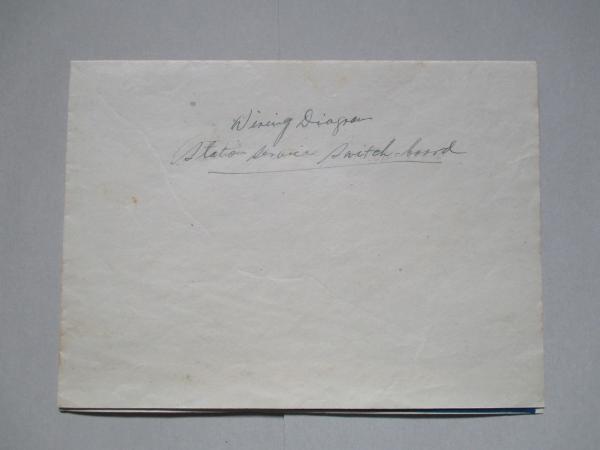 Wiring Diagram
Station service switch-board